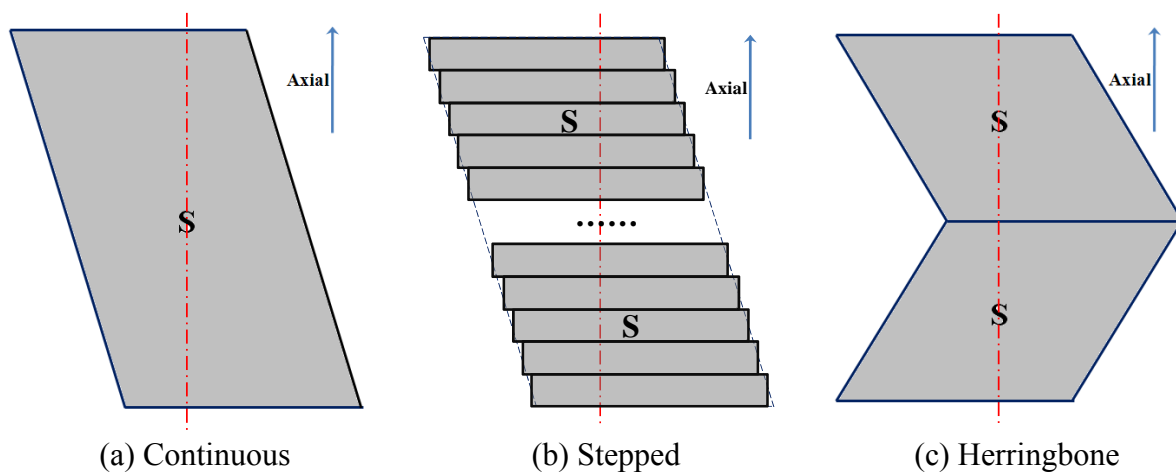 Axial
S
(a) Continuous
Axial
S
......
S
(b) Stepped
Axial
S
S
(c) Herringbone